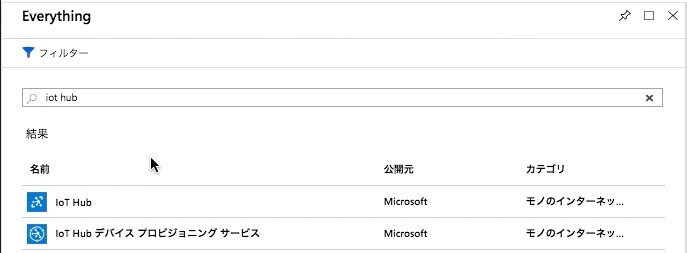 Everything
フィルター
iot hub
結果
名前 公開元 カテゴリ
IoT Hub Microsoft モノのインターネッ...
IoT Hub デバイス プロビジョニング サービス Microsoft モノのインターネッ...